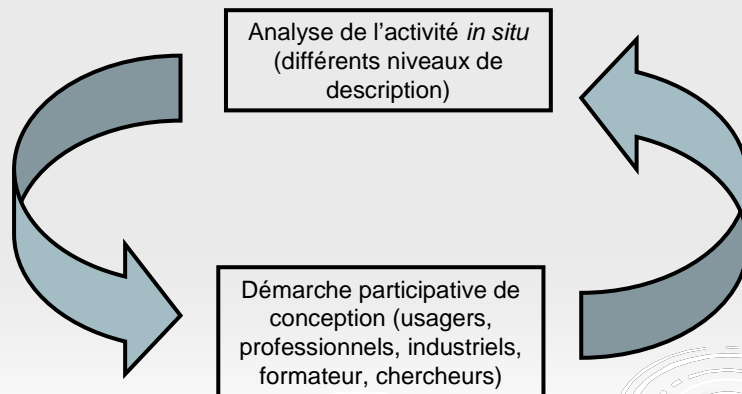 Analyse de l’activité in situ
(différents niveaux de
description)
Démarche participative de
conception (usagers,
professionnels, industriels,
formateur, chercheurs)